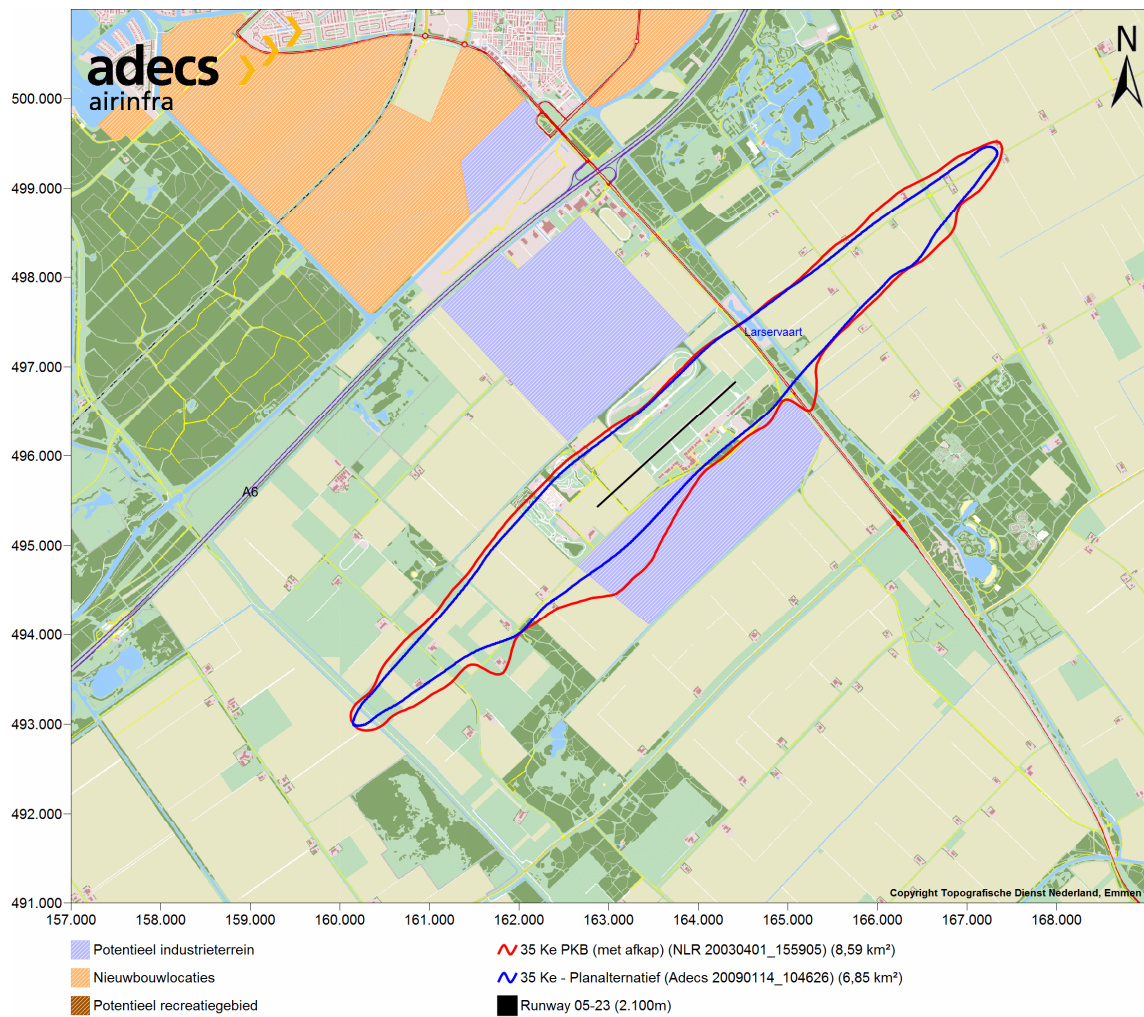 adecs
airinfra
N
500.000
499.000
498.000
497.000
496.000
495.000
494.000
493.000
492.000
491.000
Larservaart
A6
Copyright Topografische Dienst Nederland, Emmen
157.000 158.000 159.000 160.000 161.000 162.000 163.000 164.000 165.000 166.000 167.000 168.000
Potentieel industrieterrein
Nieuwbouwlocaties
Potentieel recreatiegebied
35 Ke PKB (met afkap) (NLR 20030401_155905) (8,59 km²)
35 Ke - Planalternatief (Adecs 20090114_104626) (6,85 km²)
Runway 05-23 (2.100m)